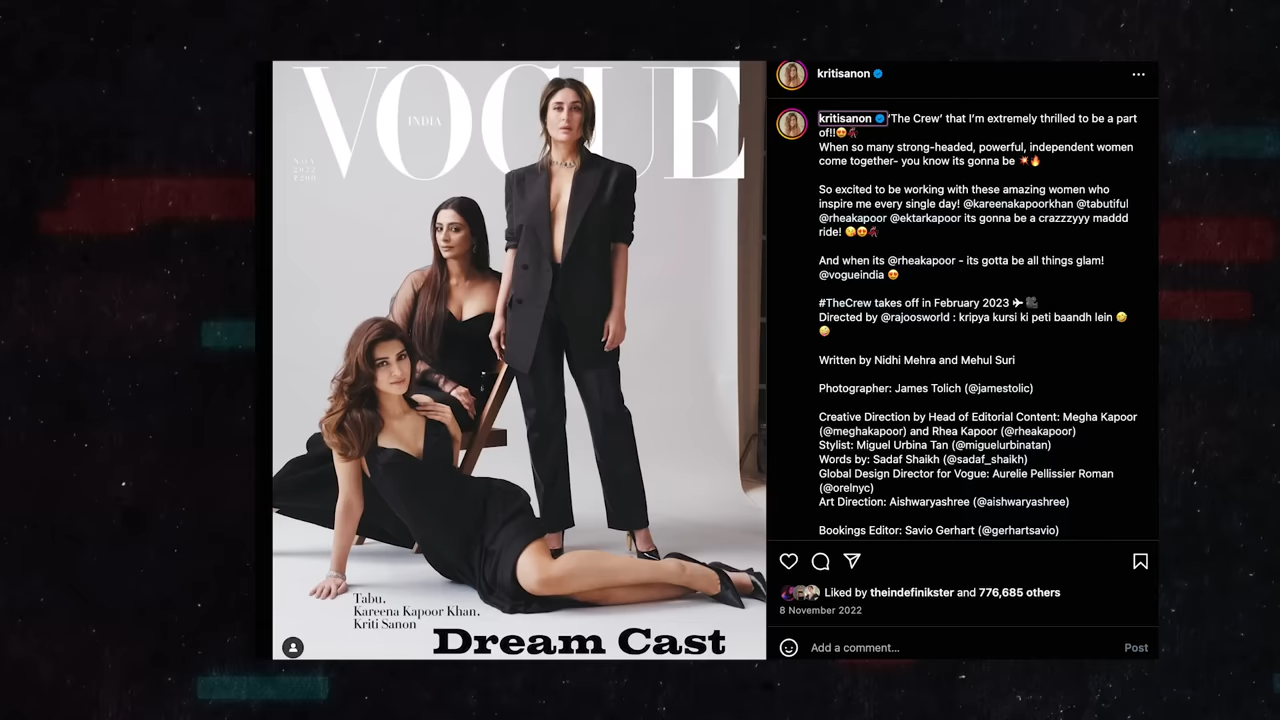 VOGUE
INDIA
NOV
2022
₹200
Tabu,
Kareena Kapoor Khan,
Kriti Sanon
Dream Cast
kritisanon
kritisanon 'The Crew' that I'm extremely thrilled to be a part
of!!😍💃🏻
When so many strong-headed, powerful, independent women
come together- you know its gonna be 💥🔥
So excited to be working with these amazing women who
inspire me every single day! @kareenakapoorkhan @tabutiful
@rheakapoor @ektarkapoor its gonna be a crazzzyyy maddd
ride! 😘😍💃🏻
And when its @rheakapoor - its gotta be all things glam!
@vogueindia 😍
#TheCrew takes off in February 2023 ✈️🎥
Directed by @rajoosworld : kripya kursi ki peti baandh lein 🤣
😜
Written by Nidhi Mehra and Mehul Suri
Photographer: James Tolich (@jamestolic)
Creative Direction by Head of Editorial Content: Megha Kapoor
(@meghakapoor) and Rhea Kapoor (@rheakapoor)
Stylist: Miguel Urbina Tan (@miguelurbinatan)
Words by: Sadaf Shaikh (@sadaf_shaikh)
Global Design Director for Vogue: Aurelie Pellissier Roman
(@orelnyc)
Art Direction: Aishwaryashree (@aishwaryashree)
Bookings Editor: Savio Gerhart (@gerhartsavio)
Liked by theindefinikster and 776,685 others
8 November 2022
Add a comment...
Post